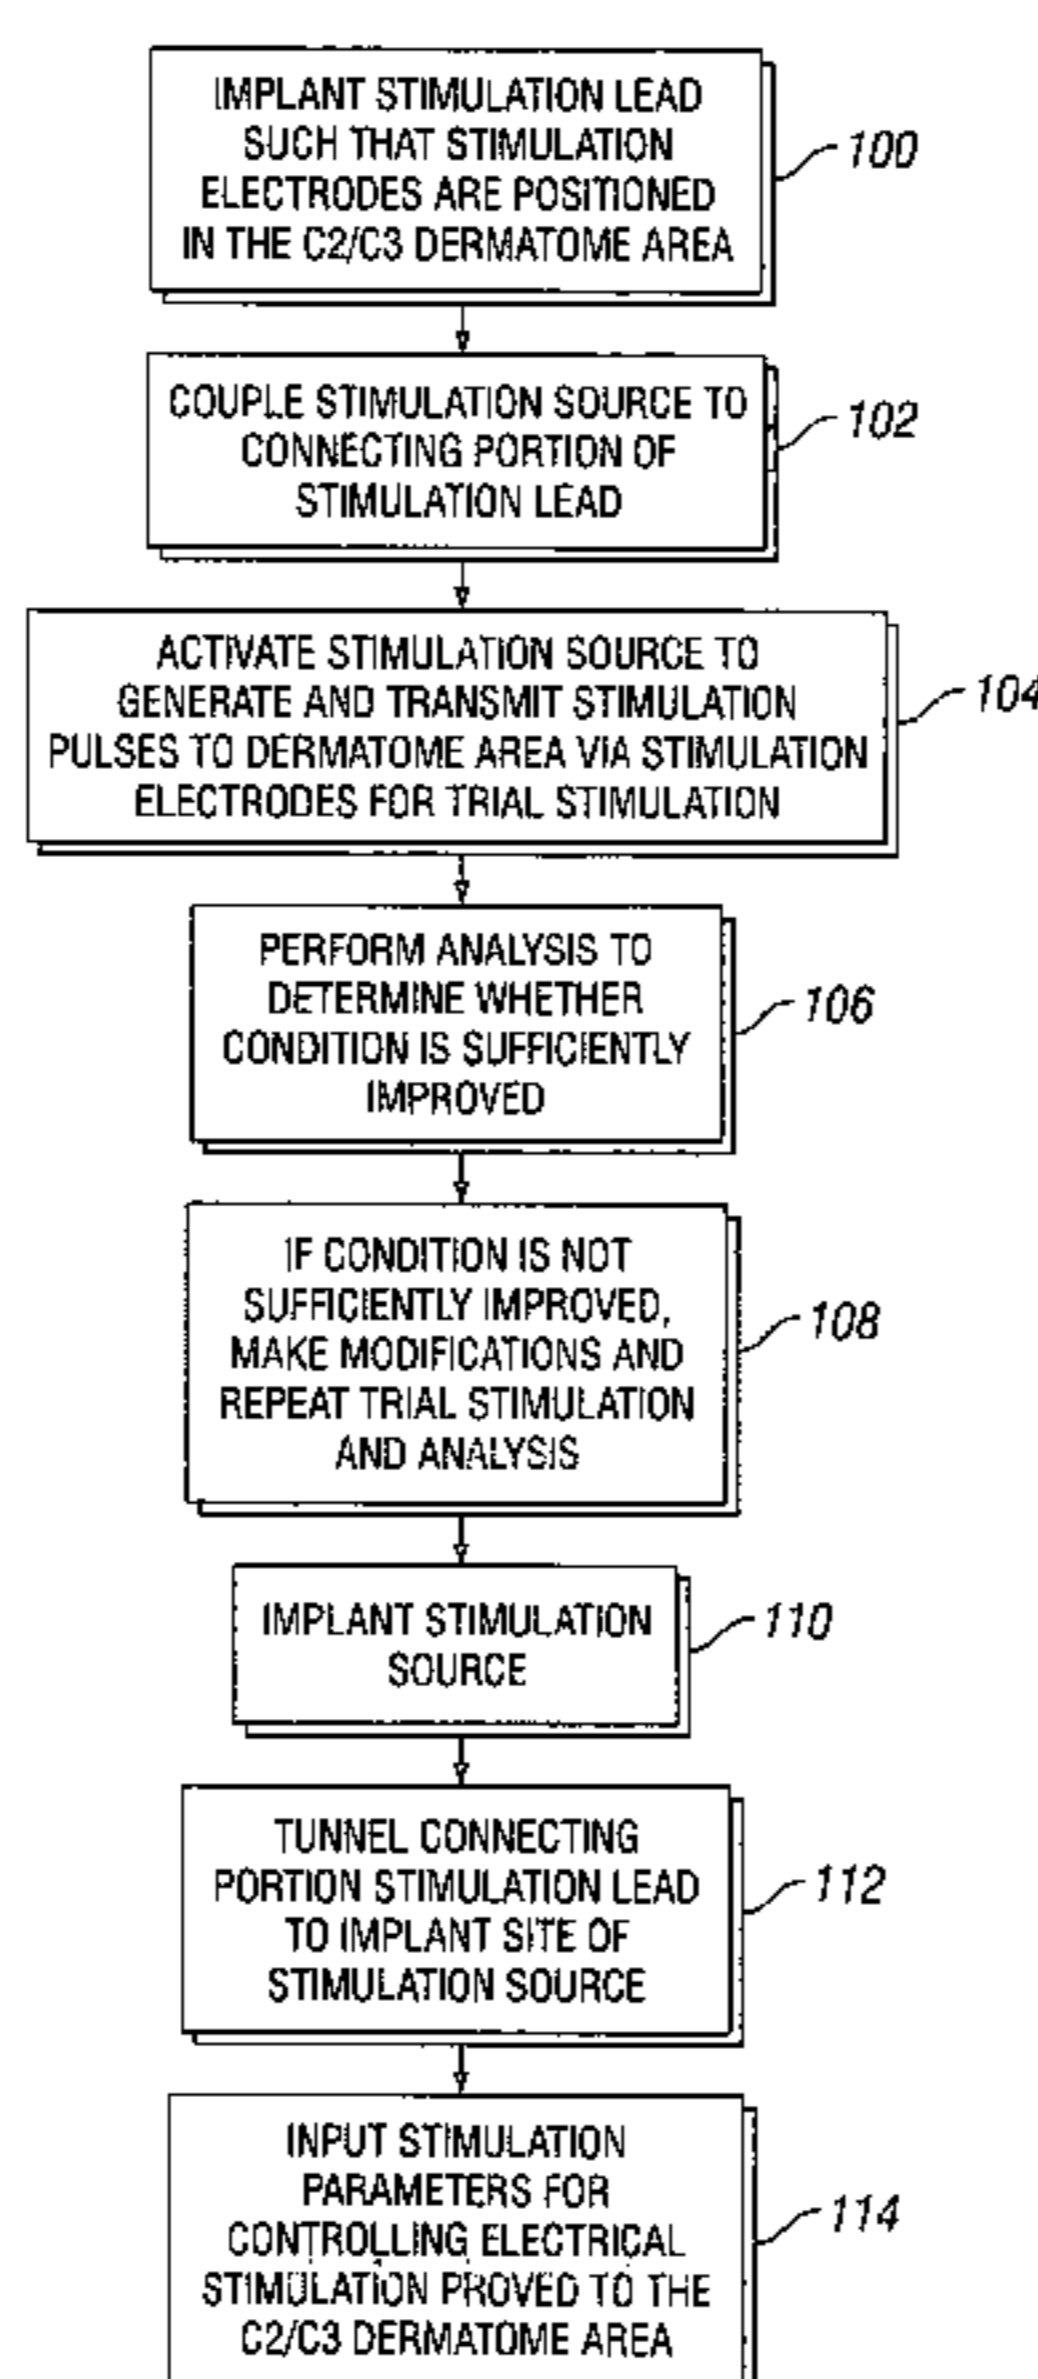 IMPLANT STIMULATION LEAD
SUCH THAT STIMULATION
ELECTRODES ARE POSITIONED
IN THE C2/C3 DERMATOME AREA
100
COUPLE STIMULATION SOURCE TO
CONNECTING PORTION OF
STIMULATION LEAD
102
ACTIVATE STIMULATION SOURCE TO
GENERATE AND TRANSMIT STIMULATION
PULSES TO DERMATOME AREA VIA STIMULATION
ELECTRODES FOR TRIAL STIMULATION
104
PERFORM ANALYSIS TO
DETERMINE WHETHER
CONDITION IS SUFFICIENTLY
IMPROVED
106
IF CONDITION IS NOT
SUFFICIENTLY IMPROVED,
MAKE MODIFICATIONS AND
REPEAT TRIAL STIMULATION
AND ANALYSIS
108
IMPLANT STIMULATION
SOURCE
110
TUNNEL CONNECTING
PORTION STIMULATION LEAD
TO IMPLANT SITE OF
STIMULATION SOURCE
112
INPUT STIMULATION
PARAMETERS FOR
CONTROLLING ELECTRICAL
STIMULATION PROVED TO THE
C2/C3 DERMATOME AREA
114